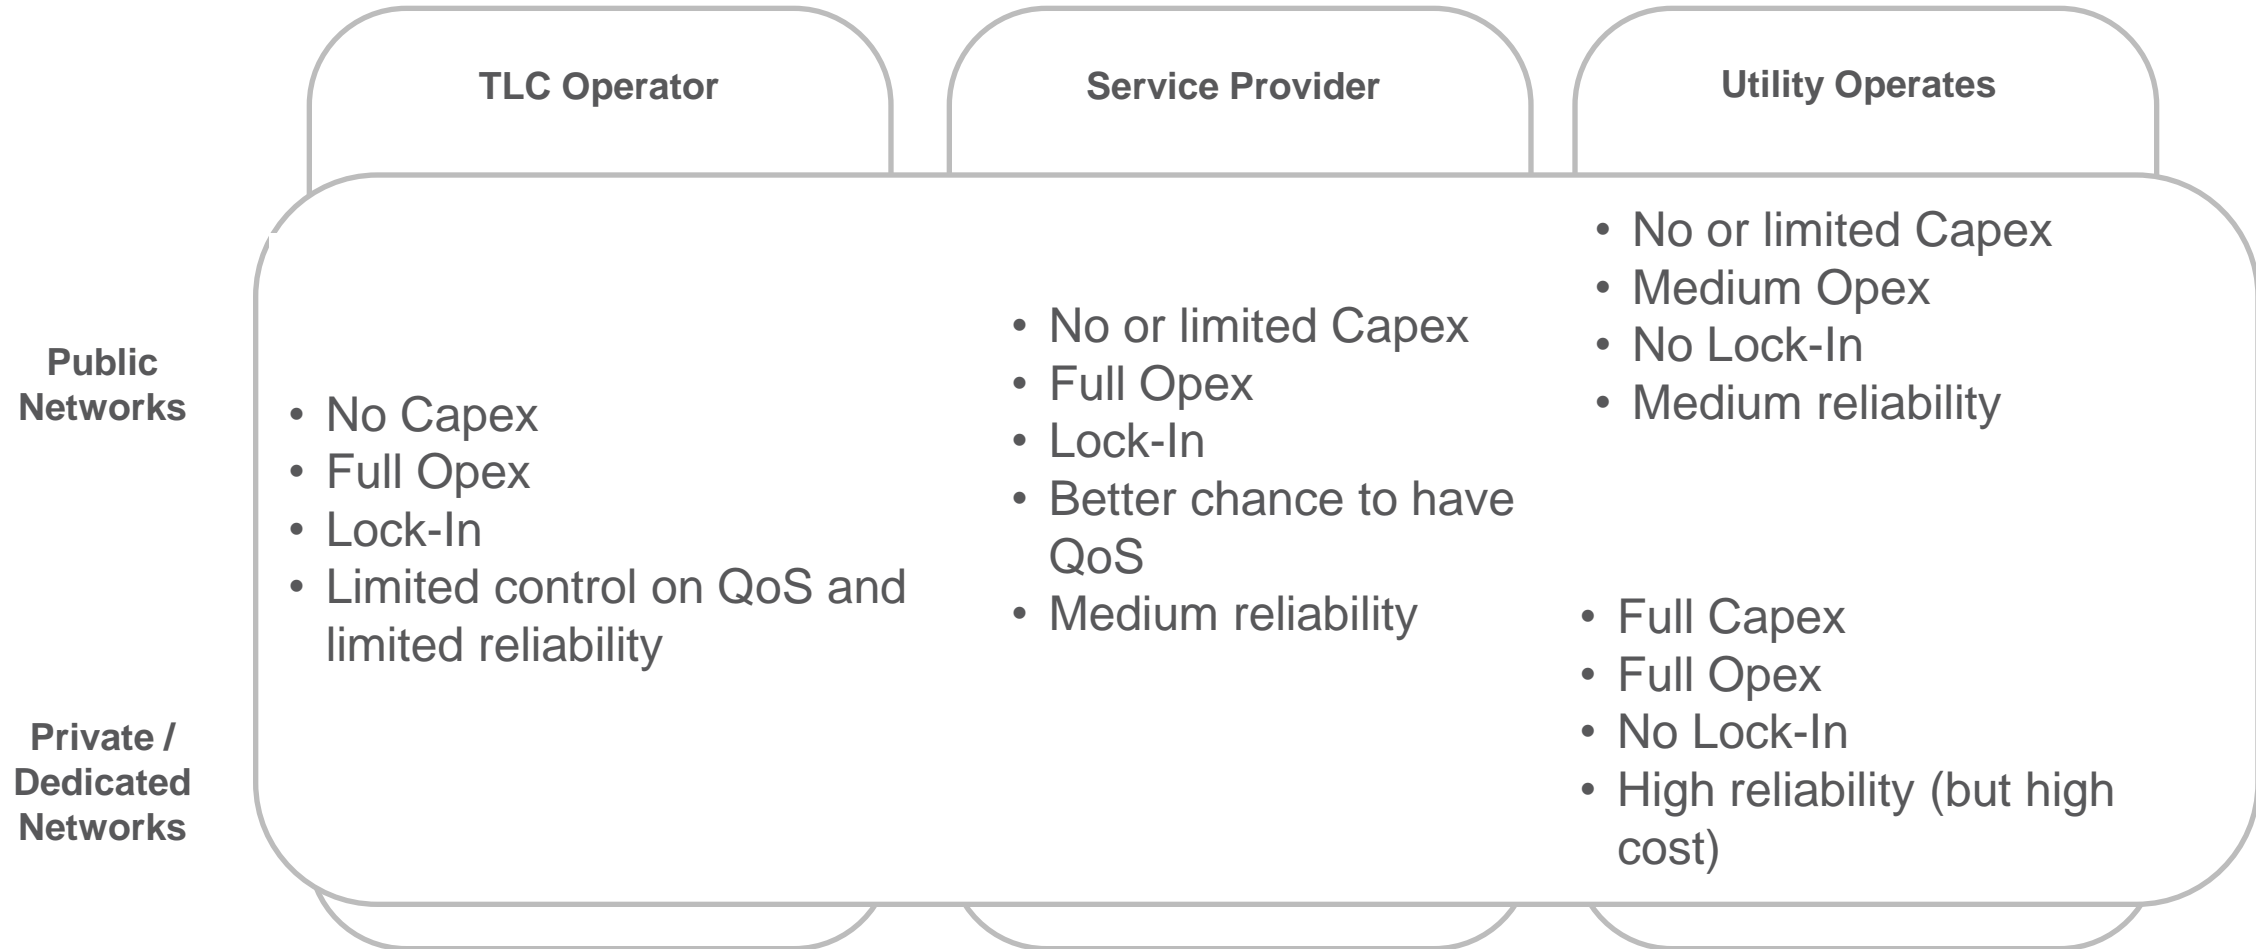 TLC Operator
Service Provider
Utility Operates
Public
Networks
• No Capex
• Full Opex
• Lock-In
• Limited control on QoS and
limited reliability
• No or limited Capex
• Full Opex
• Lock-In
• Better chance to have
QoS
• Medium reliability
• No or limited Capex
• Medium Opex
• No Lock-In
• Medium reliability
Private /
Dedicated
Networks
• Full Capex
• Full Opex
• No Lock-In
• High reliability (but high
cost)